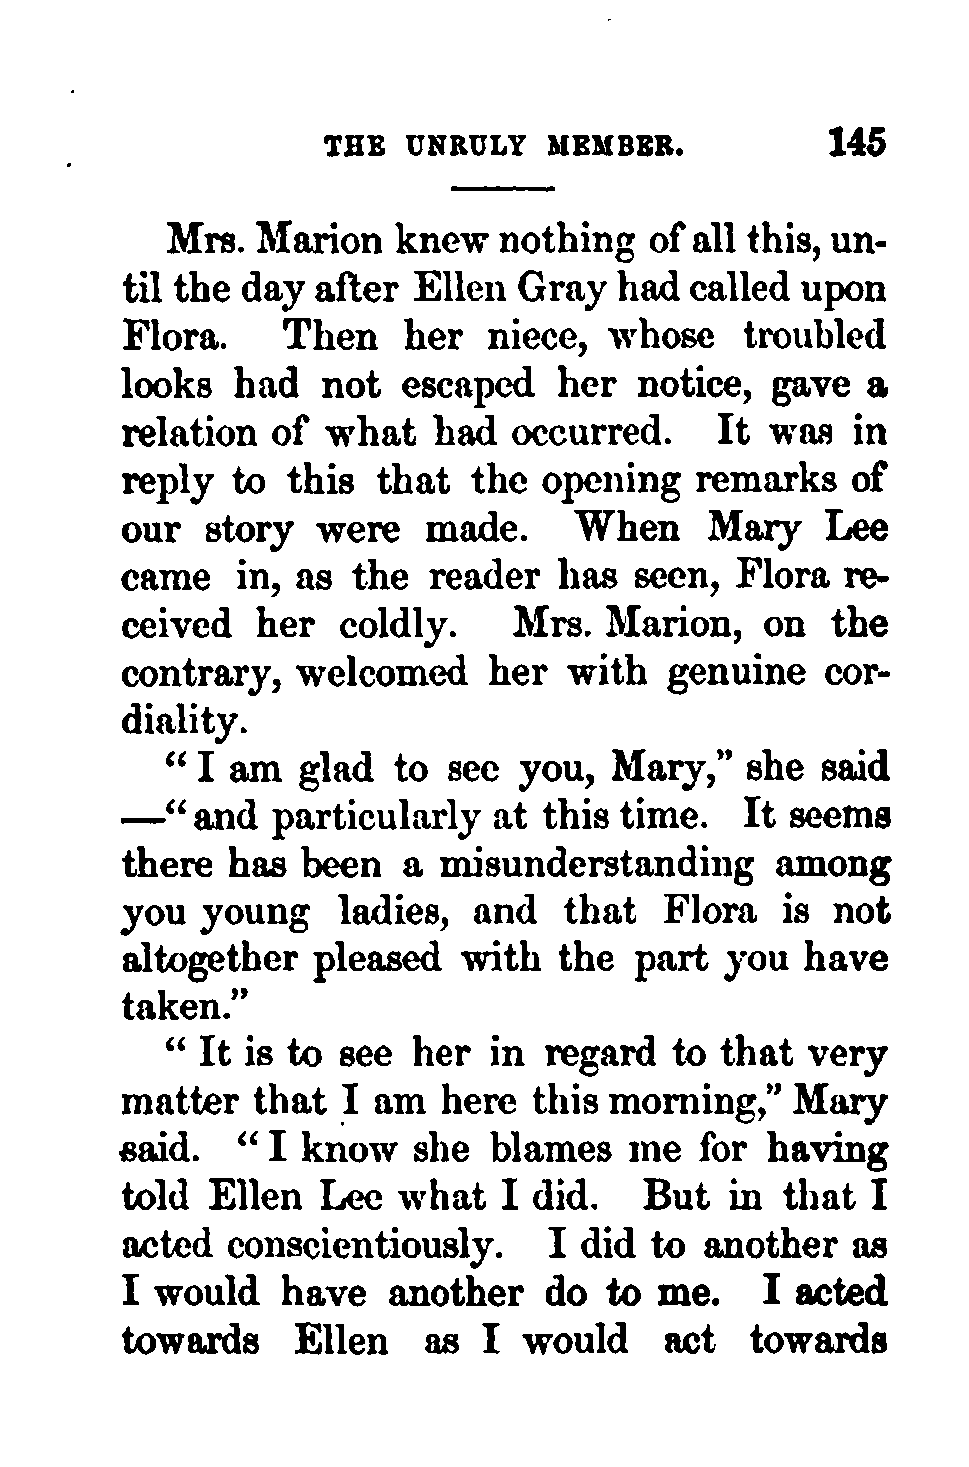 THE UNRULY MEMBER. 145
Mrs. Marion knew nothing of all this, un-
til the day after Ellen Gray had called upon
Flora. Then her niece, whose troubled
looks had not escaped her notice, gave a
relation of what had occurred. It was in
reply to this that the opening remarks of
our story were made. When Mary Lee
came in, as the reader has seen, Flora re-
ceived her coldly. Mrs. Marion, on the
contrary, welcomed her with genuine cor-
diality.
“ I am glad to see you, Mary,” she said
—“and particularly at this time. It seems
there has been a misunderstanding among
you young ladies, and that Flora is not
altogether pleased with the part you have
taken.”
“ It is to see her in regard to that very
matter that I am here this morning,” Mary
said. “ I know she blames me for having
told Ellen Lee what I did. But in that I
acted conscientiously. I did to another as
I would have another do to me. I acted
towards Ellen as I would act towards